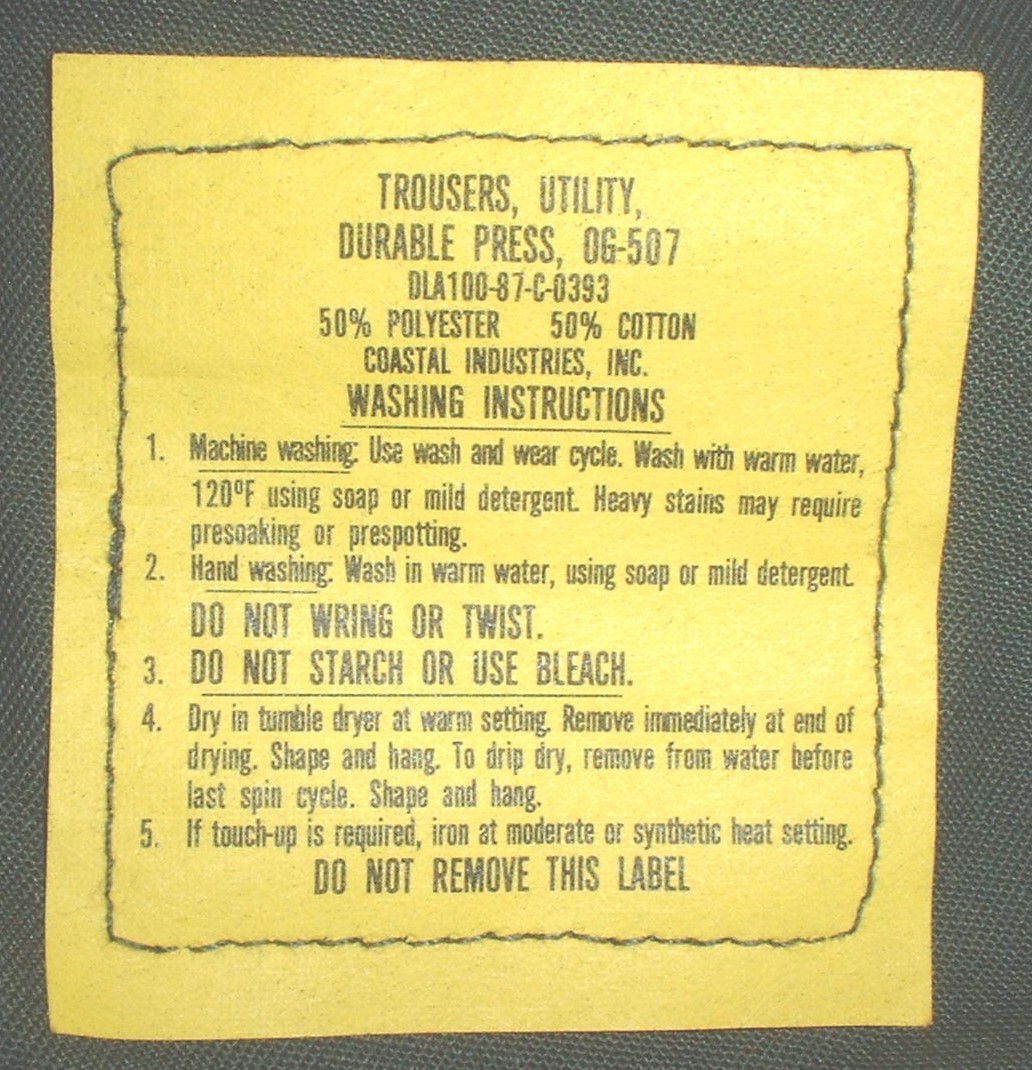 TROUSERS, UTILITY,
DURABLE PRESS, OG-507
DLA100-87-C-0393
50% POLYESTER 50% COTTON
COASTAL INDUSTRIES, INC.
WASHING INSTRUCTIONS
1. Machine washing: Use wash and wear cycle. Wash with warm water,
120°F using soap or mild detergent. Heavy stains may require
presoaking or prespotting.
2. Hand washing: Wash in warm water, using soap or mild detergent.
DO NOT WRING OR TWIST.
3. DO NOT STARCH OR USE BLEACH.
4. Dry in tumble dryer at warm setting. Remove immediately at end of
drying. Shape and hang. To drip dry, remove from water before
last spin cycle. Shape and hang.
5. If touch-up is required, iron at moderate or synthetic heat setting.
DO NOT REMOVE THIS LABEL